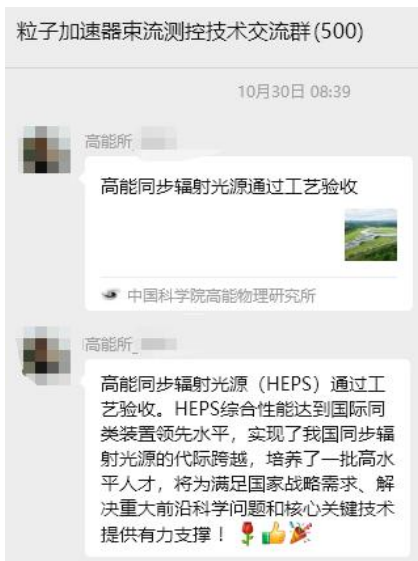 粒子加速器束流测控技术交流群(500)
10月30日 08:39
高能所_
高能同步辐射光源通过工艺验收
中国科学院高能物理研究所
高能所_
高能同步辐射光源（HEPS）通过工
艺验收。HEPS综合性能达到国际同
类装置领先水平，实现了我国同步辐
射光源的代际跨越，培养了一批高水
平人才，将为满足国家战略需求、解
决重大前沿科学问题和核心关键技术
提供有力支撑！🌹👍🎉